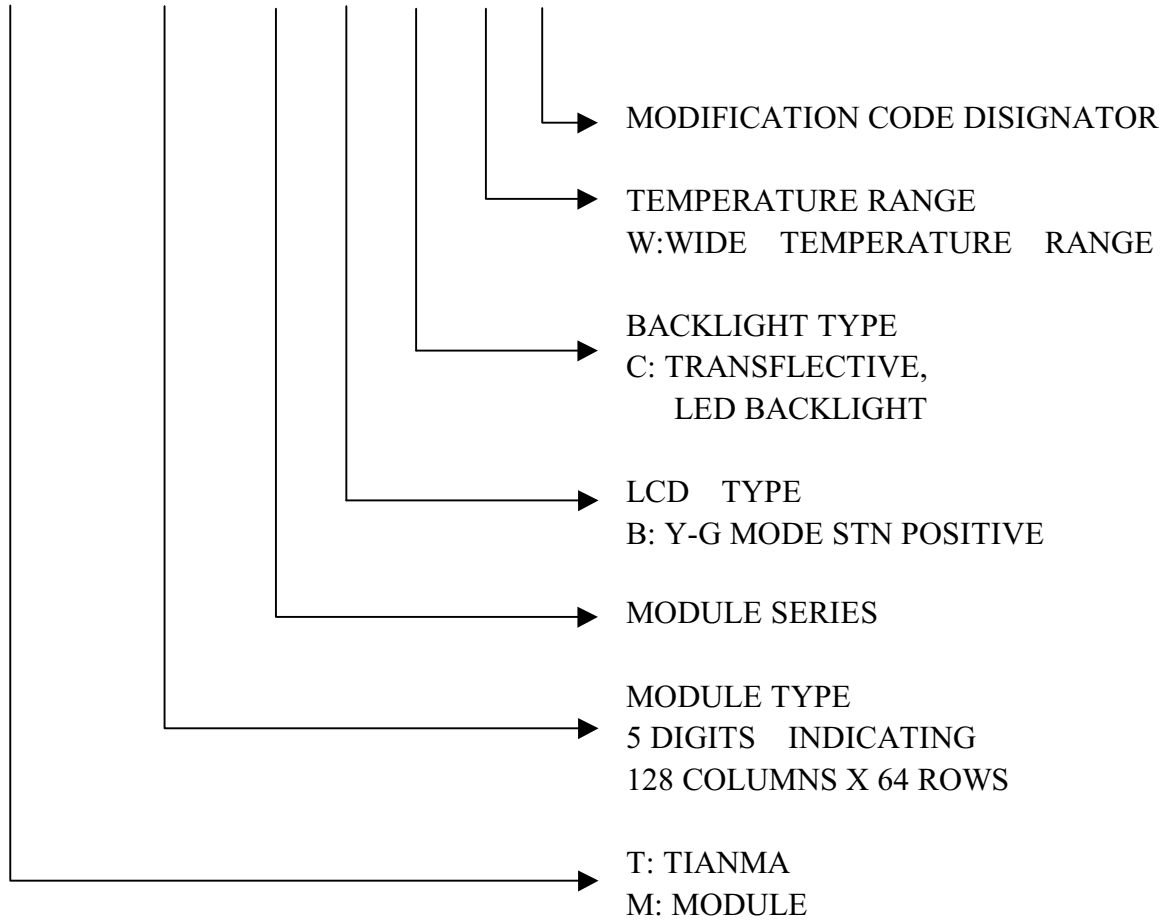 MODIFICATION CODE DISIGNATOR
TEMPERATURE RANGE
W:WIDE TEMPERATURE RANGE
BACKLIGHT TYPE
C: TRANSFLECTIVE,
LED BACKLIGHT
LCD TYPE
B: Y-G MODE STN POSITIVE
MODULE SERIES
MODULE TYPE
5 DIGITS INDICATING
128 COLUMNS X 64 ROWS
T: TIANMA
M: MODULE